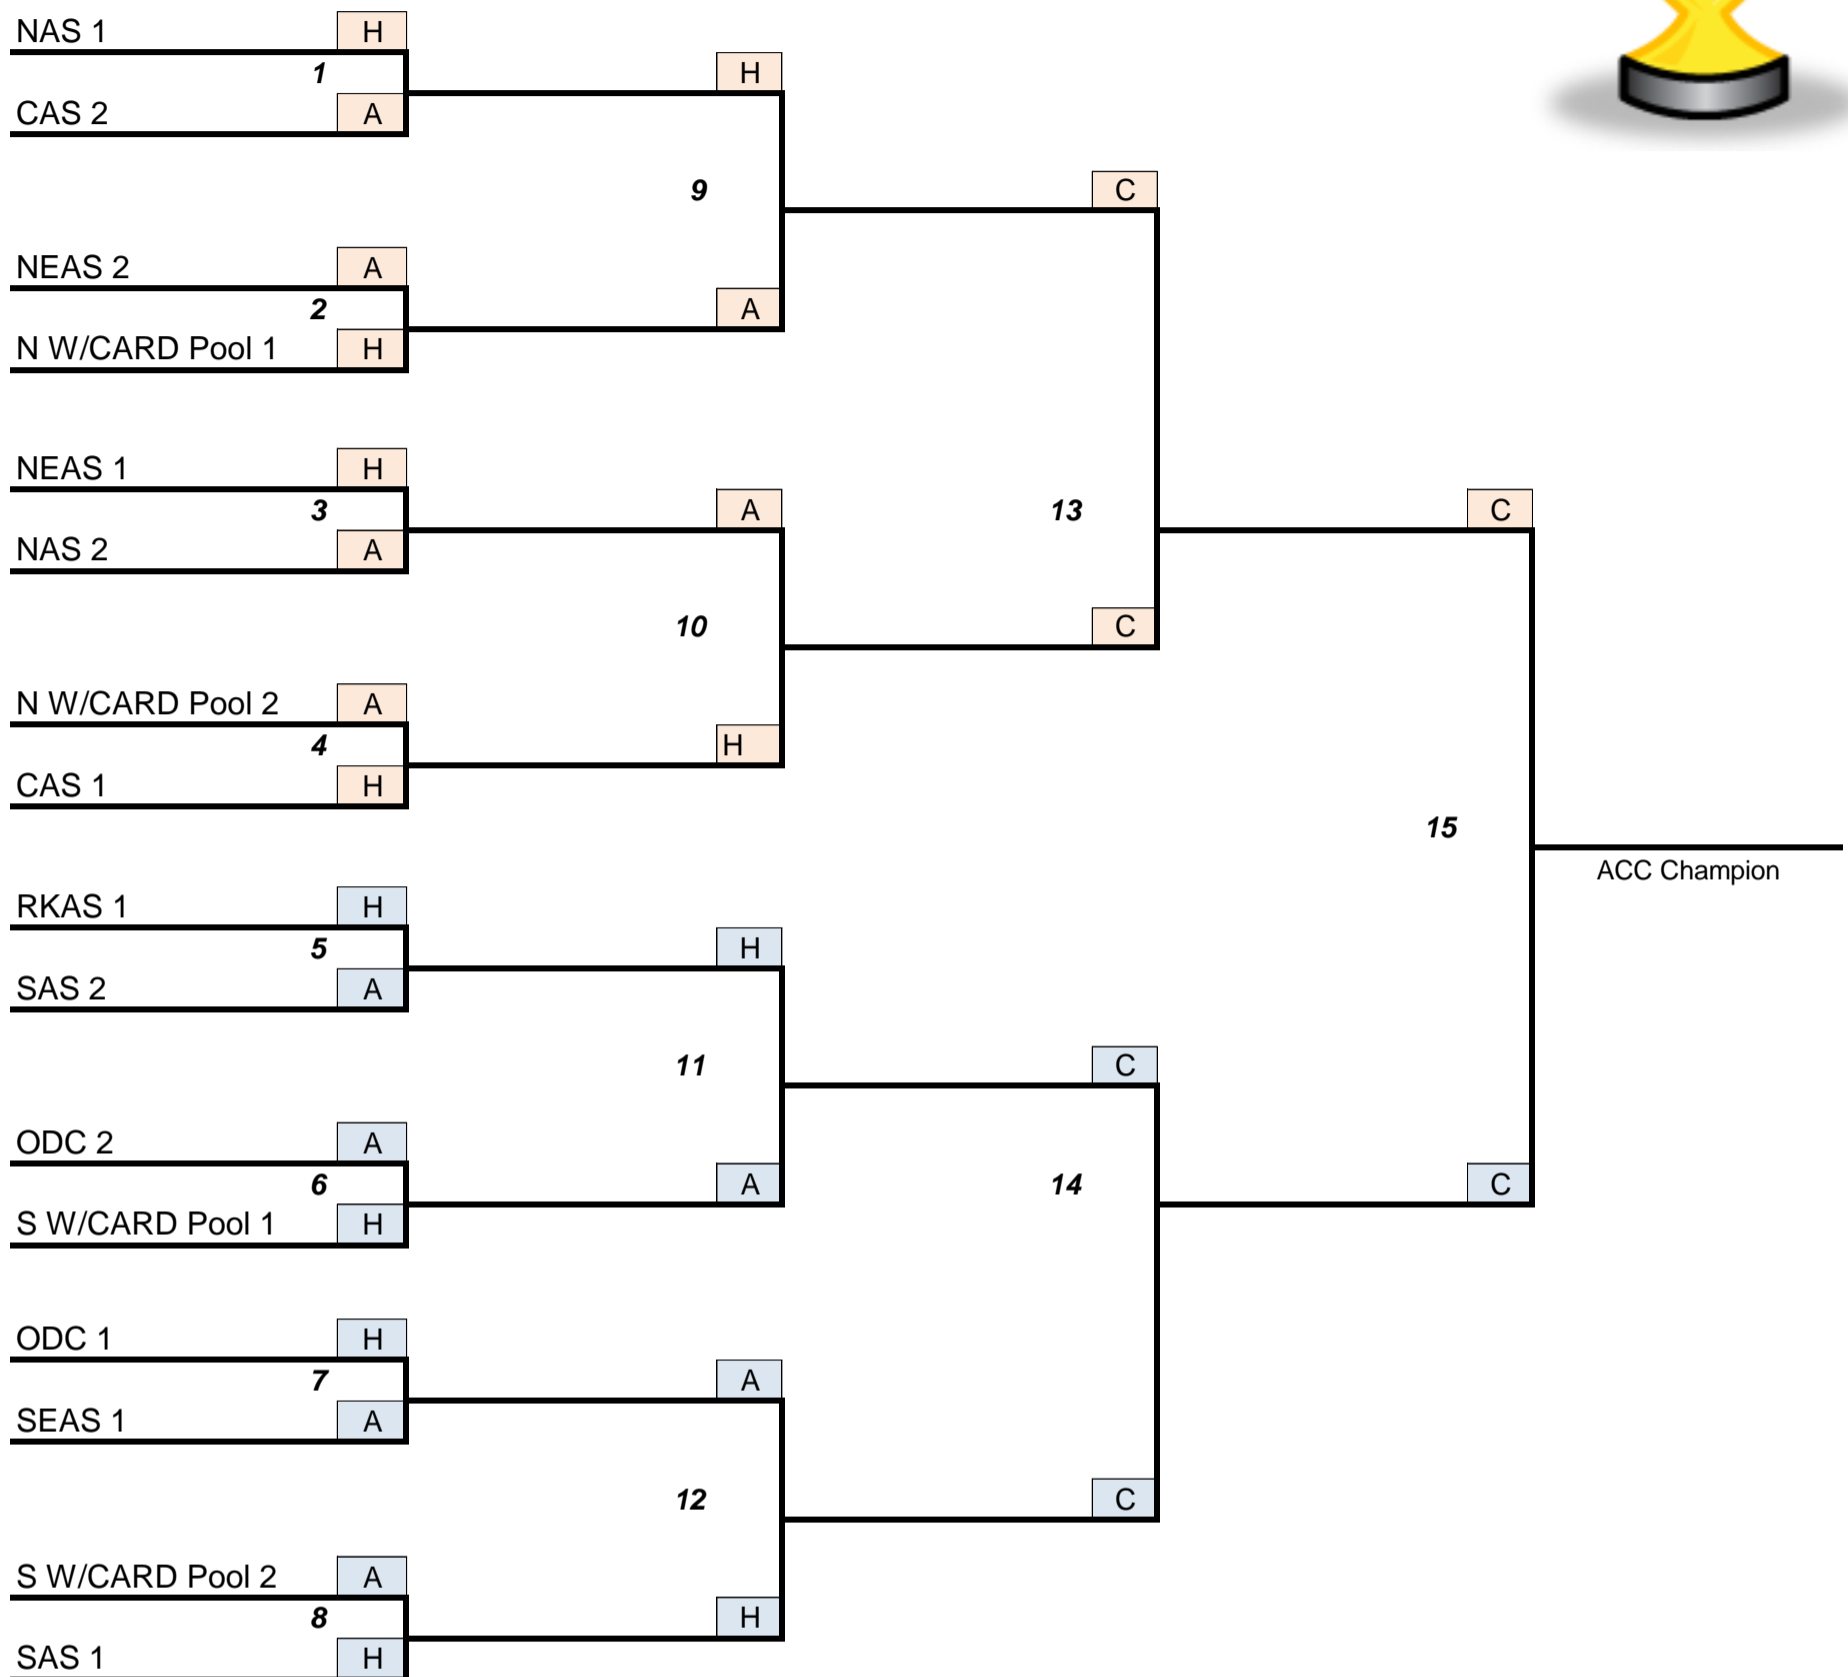 NAS 1 H
1 H
CAS 2 A
9 C
NEAS 2 A
2 A
N W/CARD Pool 1 H
NEAS 1 H
3 A 13 C
NAS 2 A
10 C
N W/CARD Pool 2 A
4 H
CAS 1 H
15
ACC Champion
RKAS 1 H
5 H
SAS 2 A
11 C
ODC 2 A
6 A 14 C
S W/CARD Pool 1 H
ODC 1 H
7 A
SEAS 1 A
12 C
S W/CARD Pool 2 A
8 H
SAS 1 H